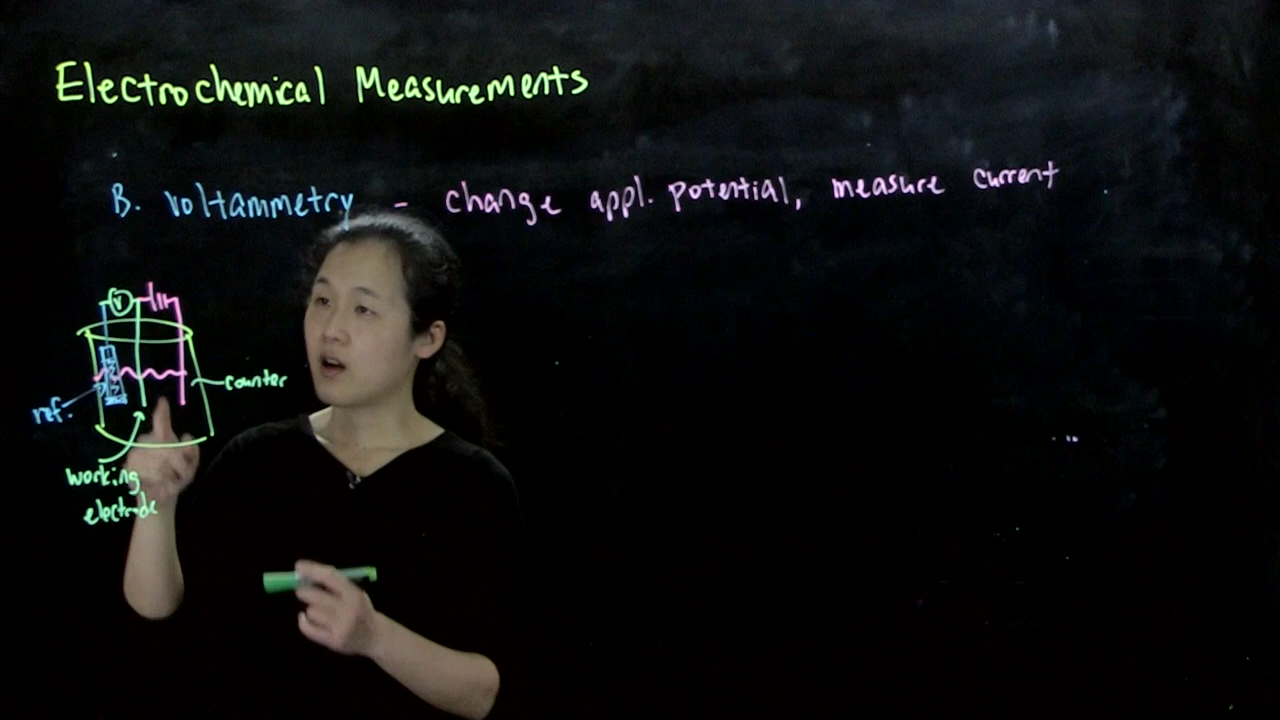 Electrochemical Measurements
B. voltammetry - change appl. potential, measure current
V
counter
ref.
working
electrode